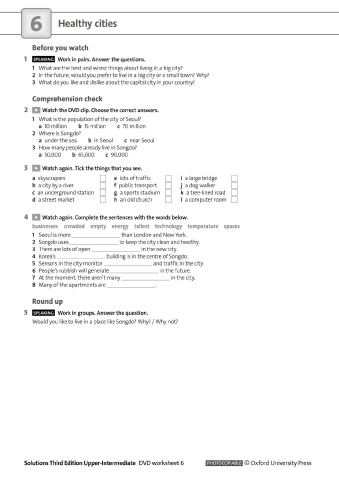 6 Healthy cities
Before you watch
1 SPEAKING Work in pairs. Answer the questions.
1 What are the best and worst things about living in a big city?
2 In the future, would you prefer to live in a big city or a small town? Why?
3 What do you like and dislike about the capital city in your country?
Comprehension check
2 Watch the DVD clip. Choose the correct answers.
1 What is the population of the city of Seoul?
a 10 million b 15 million c 70 million
2 Where is Songdo?
a under the sea b in Seoul c near Seoul
3 How many people already live in Songdo?
a 50,000 b 65,000 c 90,000
3 Watch again. Tick the things that you see.
a skyscrapers e lots of traffic i a large bridge
b a city by a river f public transport j a dog walker
c an underground station g a sports stadium k a tree-lined road
d a street market h an old church l a computer room
4 Watch again. Complete the sentences with the words below.
businesses crowded empty energy tallest technology temperature spaces
1 Seoul is more ______________ than London and New York.
2 Songdo uses ______________ to keep the city clean and healthy.
3 There are lots of open ______________ in the new city.
4 Korea's ______________ building is in the centre of Songdo.
5 Sensors in the city monitor ______________ and traffic in the city.
6 People's rubbish will generate ______________ in the future.
7 At the moment, there aren't many ______________ in the city.
8 Many of the apartments are ______________.
Round up
5 SPEAKING Work in groups. Answer the question.
Would you like to live in a place like Songdo? Why? / Why not?
Solutions Third Edition Upper-Intermediate DVD worksheet 6 PHOTOCOPIABLE © Oxford University Press